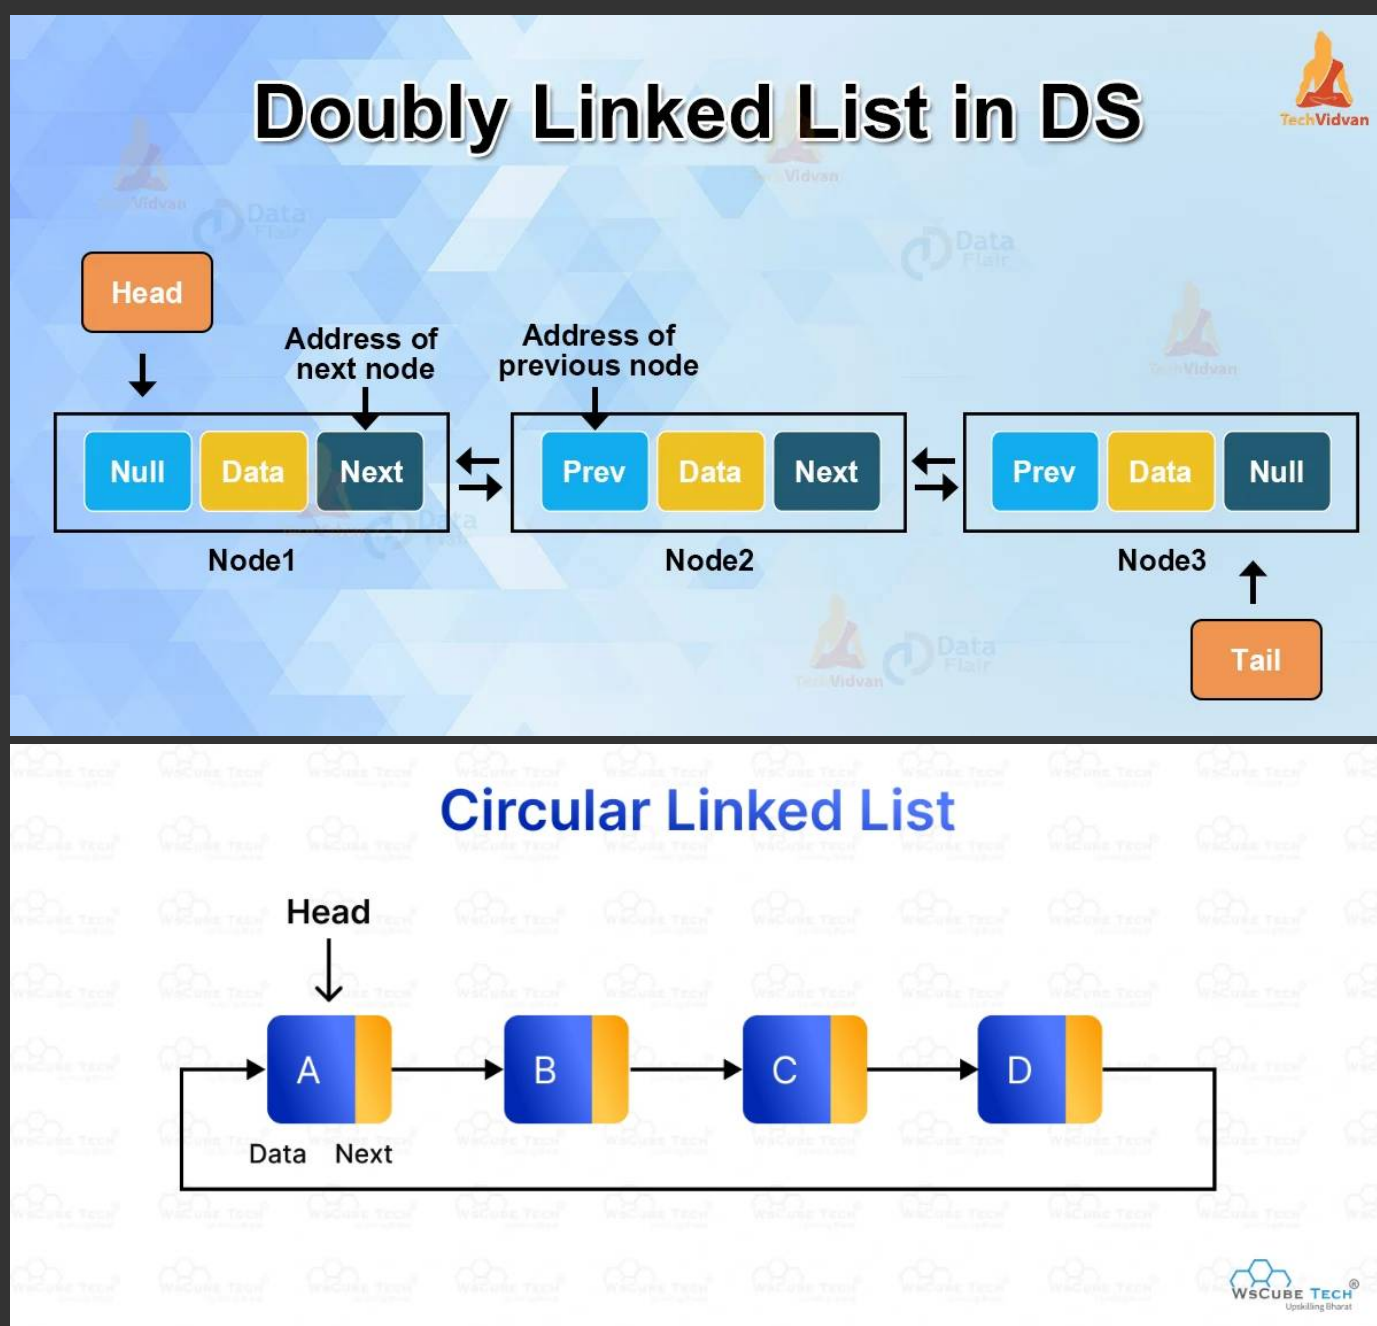 Doubly Linked List in DS
TechVidvan
Head
Address of
next node
Address of
previous node
Null Data Next
Prev Data Next
Prev Data Null
Node1
Node2
Node3
Tail
Circular Linked List
Head
A
B
C
D
Data Next
WsCube Tech®
Upskilling Bharat
Data
Flair